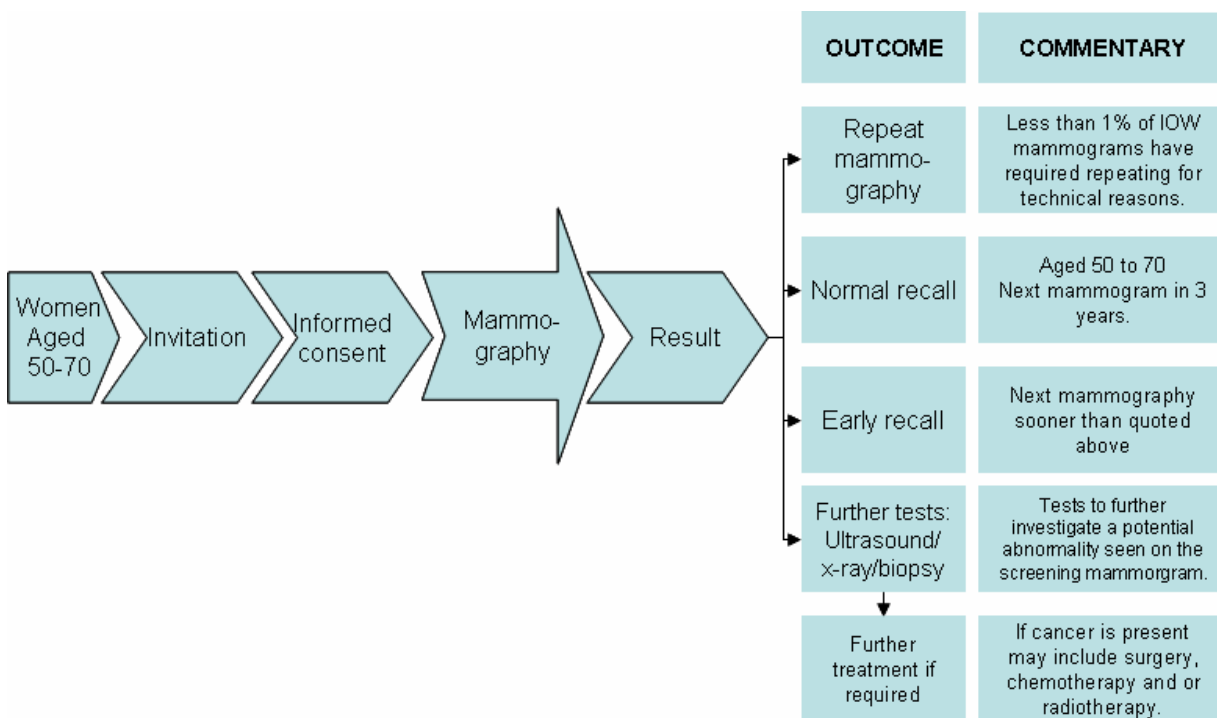 Women
Aged
50-70
Invitation
Informed
consent
Mammo-
graphy
Result
OUTCOME
COMMENTARY
Repeat
mammo-
graphy
Less than 1% of IOW
mammograms have
required repeating for
technical reasons.
Normal recall
Aged 50 to 70
Next mammogram in 3
years.
Early recall
Next mammography
sooner than quoted
above
Further tests:
Ultrasound/
x-ray/biopsy
Tests to further
investigate a potential
abnormality seen on the
screening mammorgram.
Further
treatment if
required
If cancer is present
may include surgery,
chemotherapy and or
radiotherapy.